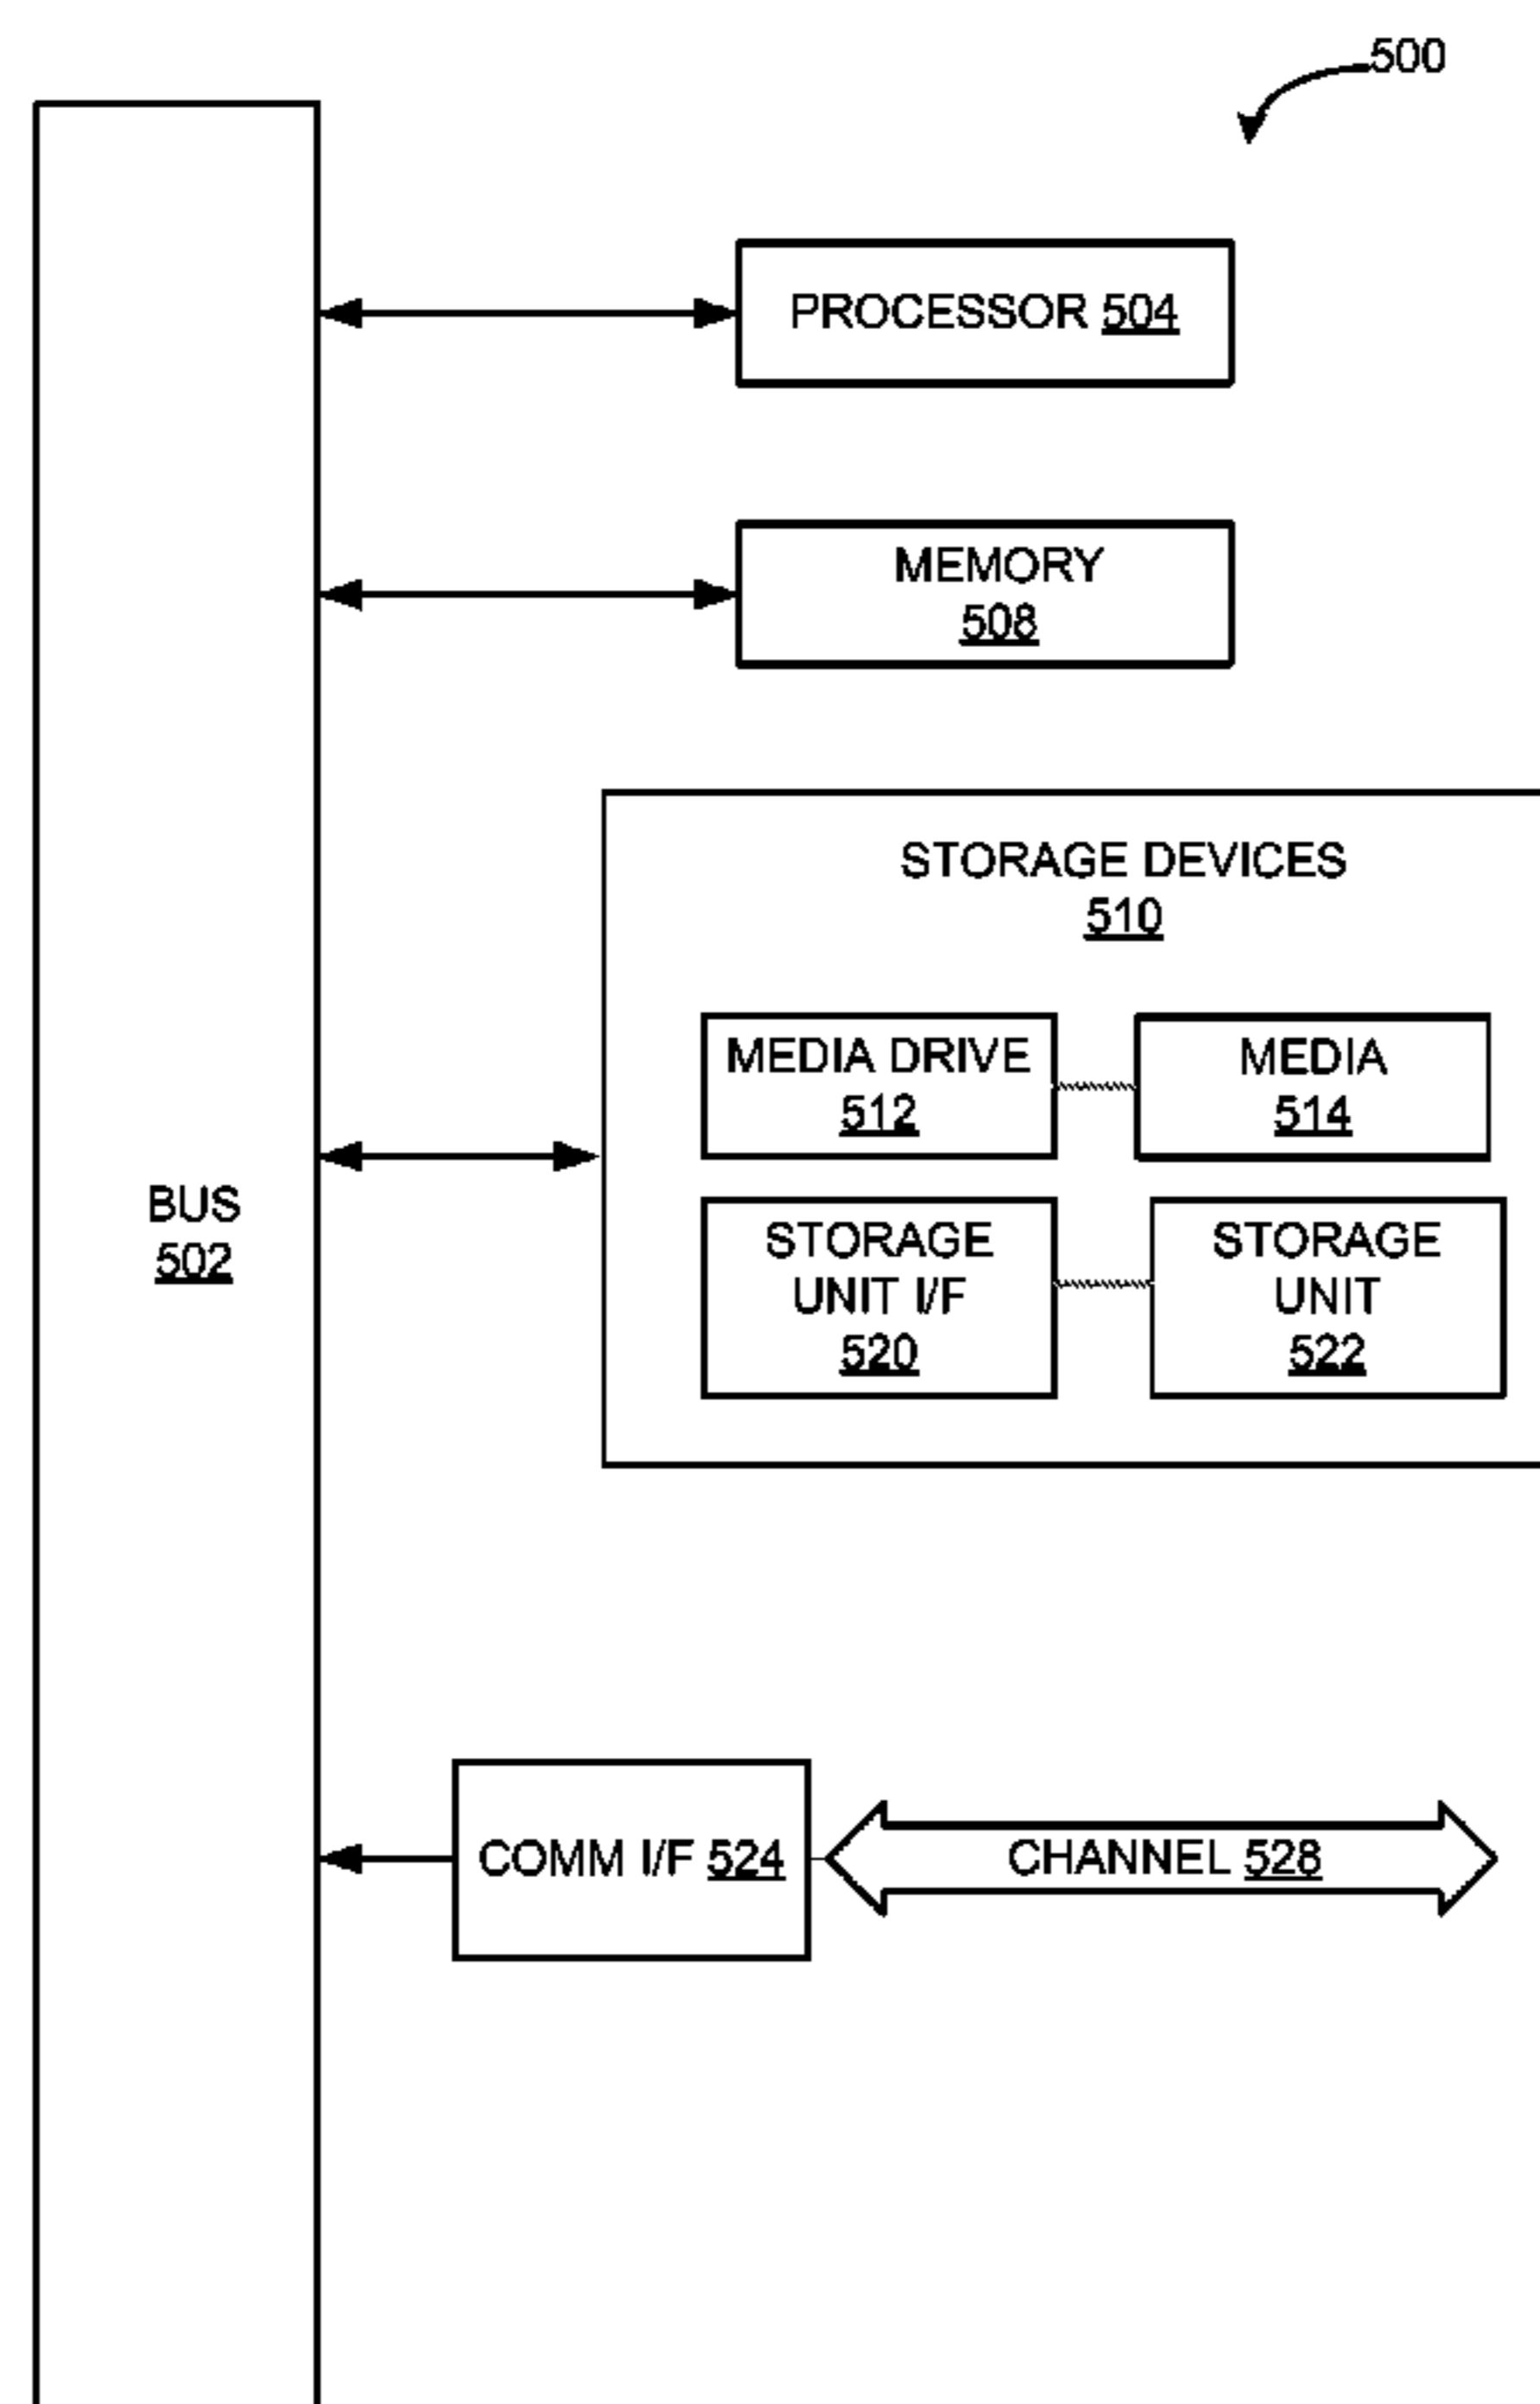 500
PROCESSOR 504
MEMORY
508
STORAGE DEVICES
510
MEDIA DRIVE
512
MEDIA
514
BUS
502
STORAGE
UNIT I/F
520
STORAGE
UNIT
522
COMM I/F 524
CHANNEL 528